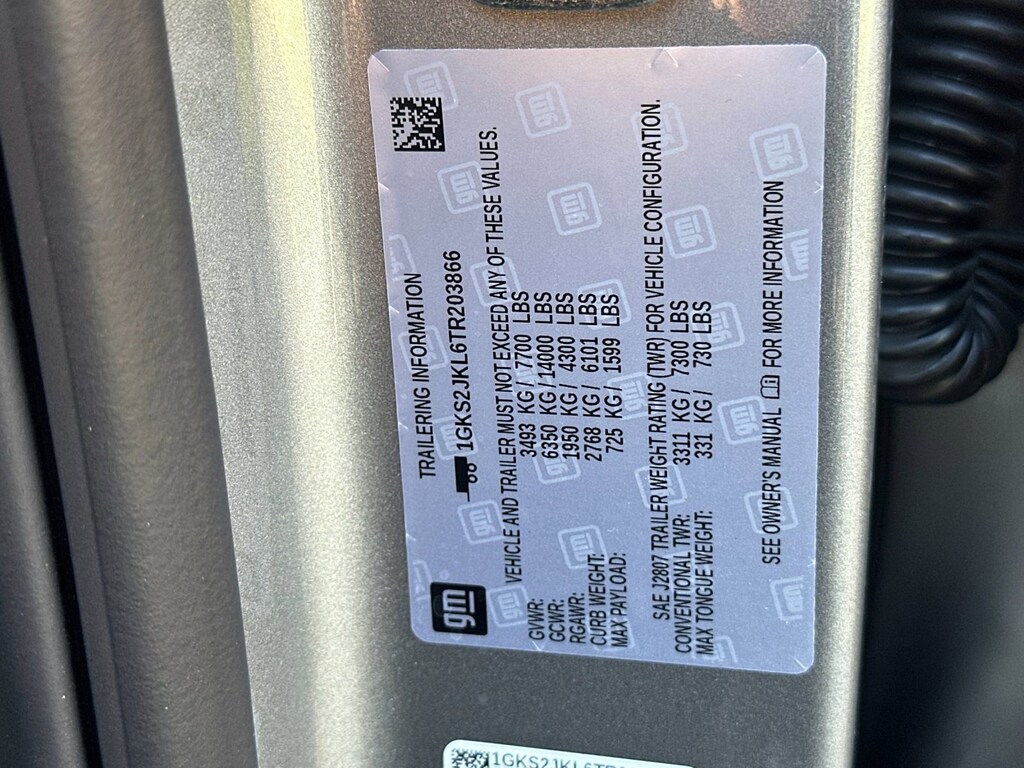 gm
TRAILERING INFORMATION
1GKS2JKL6TR203866
VEHICLE AND TRAILER MUST NOT EXCEED ANY OF THESE VALUES.
GVWR: 3493 KG / 7700 LBS
GCWR: 6350 KG / 14000 LBS
RGAWR: 1950 KG / 4300 LBS
CURB WEIGHT: 2768 KG / 6101 LBS
MAX PAYLOAD: 725 KG / 1599 LBS
SAE J2807 TRAILER WEIGHT RATING (TWR) FOR VEHICLE CONFIGURATION.
CONVENTIONAL TWR: 3311 KG / 7300 LBS
MAX TONGUE WEIGHT: 331 KG / 730 LBS
SEE OWNER'S MANUAL FOR MORE INFORMATION